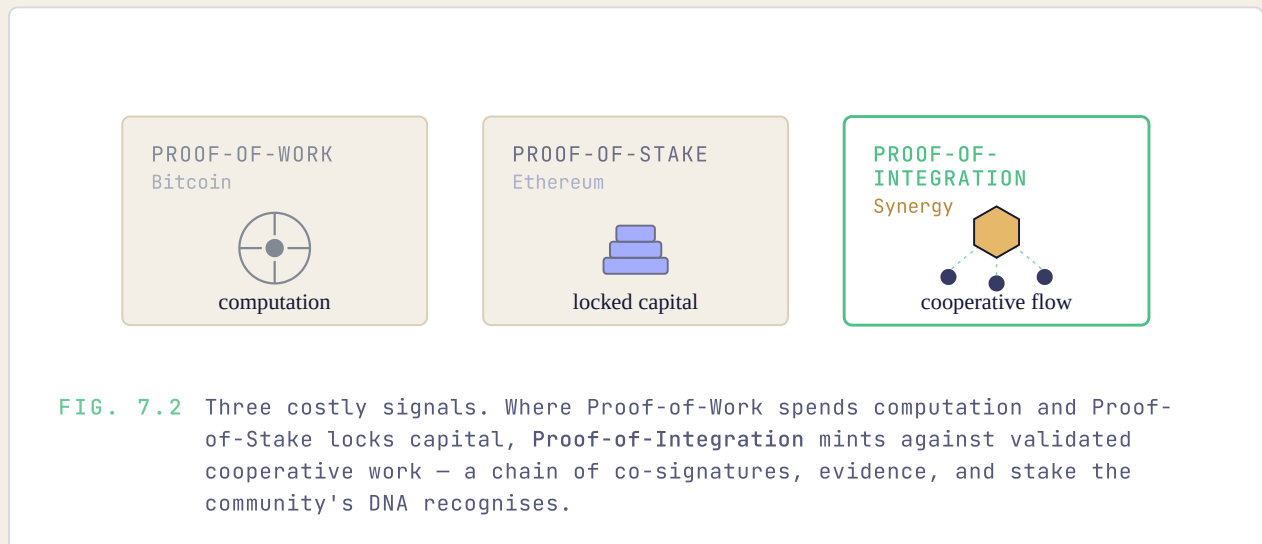 PROOF-OF-WORK
Bitcoin
computation
PROOF-OF-STAKE
Ethereum
locked capital
PROOF-OF-
INTEGRATION
Synergy
cooperative flow
FIG. 7.2 Three costly signals. Where Proof-of-Work spends computation and Proof-
of-Stake locks capital, Proof-of-Integration mints against validated
cooperative work — a chain of co-signatures, evidence, and stake the
community's DNA recognises.